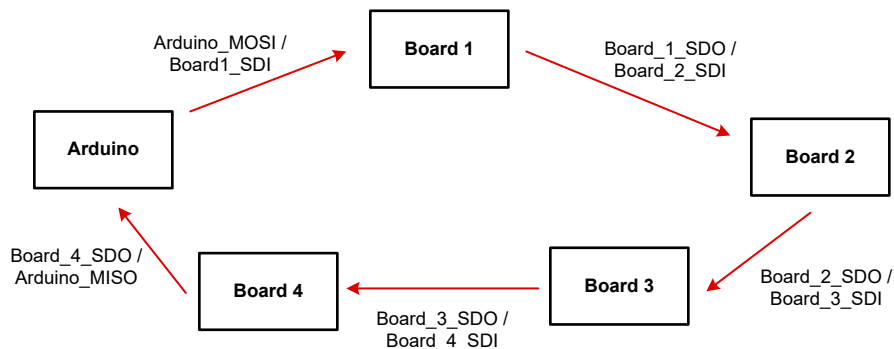 Arduino_MOSI /
Board1_SDI
Board 1
Board_1_SDO /
Board_2_SDI
Arduino
Board 2
Board_4_SDO /
Arduino_MISO
Board 4
Board_3_SDO /
Board_4_SDI
Board 3
Board_2_SDO /
Board_3_SDI